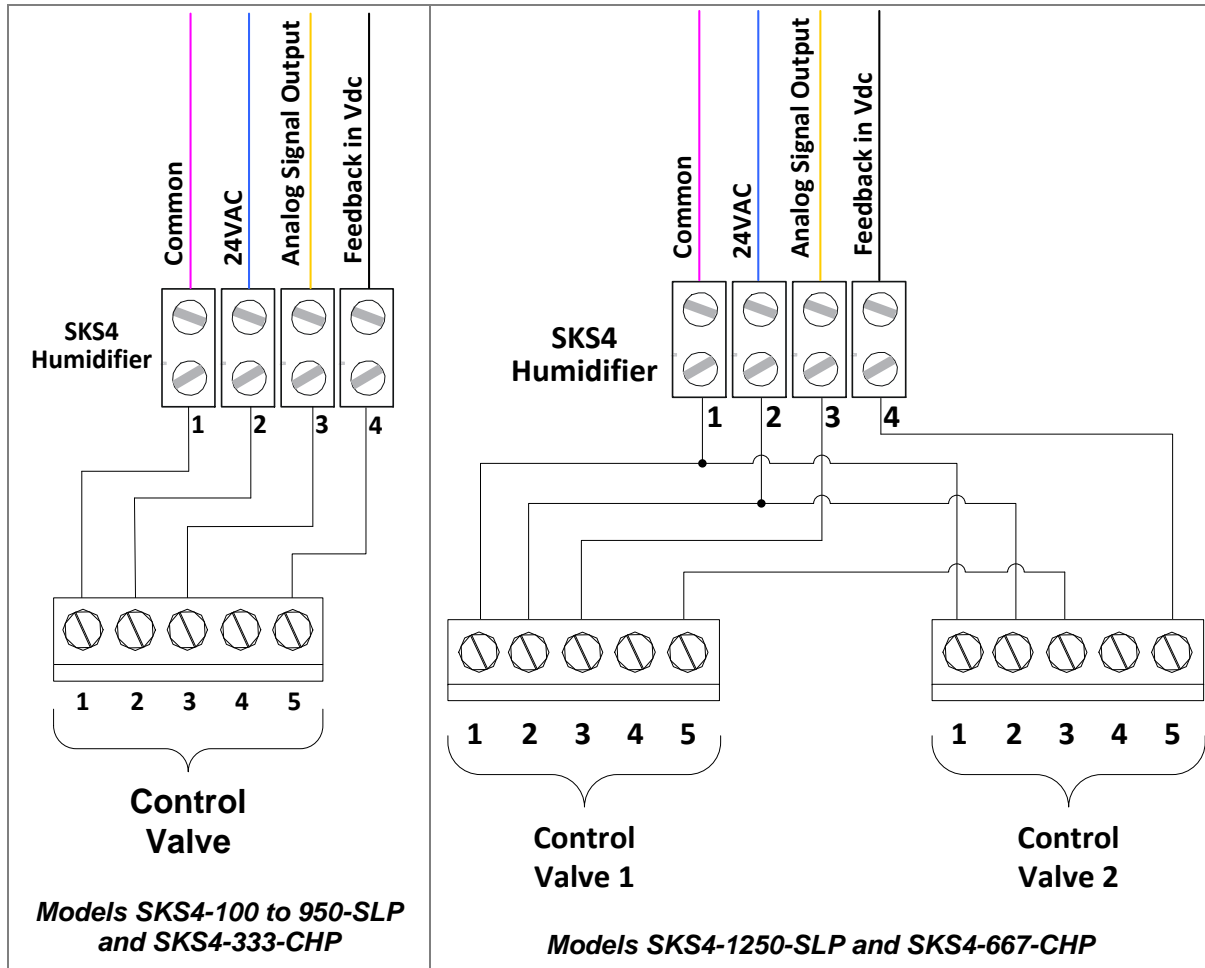 Common
24VAC
Analog Signal Output
Feedback in Vdc
SKS4
Humidifier
1 2 3 4
1 2 3 4 5
Control
Valve
Models SKS4-100 to 950-SLP
and SKS4-333-CHP
Common
24VAC
Analog Signal Output
Feedback in Vdc
SKS4
Humidifier
1 2 3 4
1 2 3 4 5
1 2 3 4 5
Control
Valve 1
Control
Valve 2
Models SKS4-1250-SLP and SKS4-667-CHP